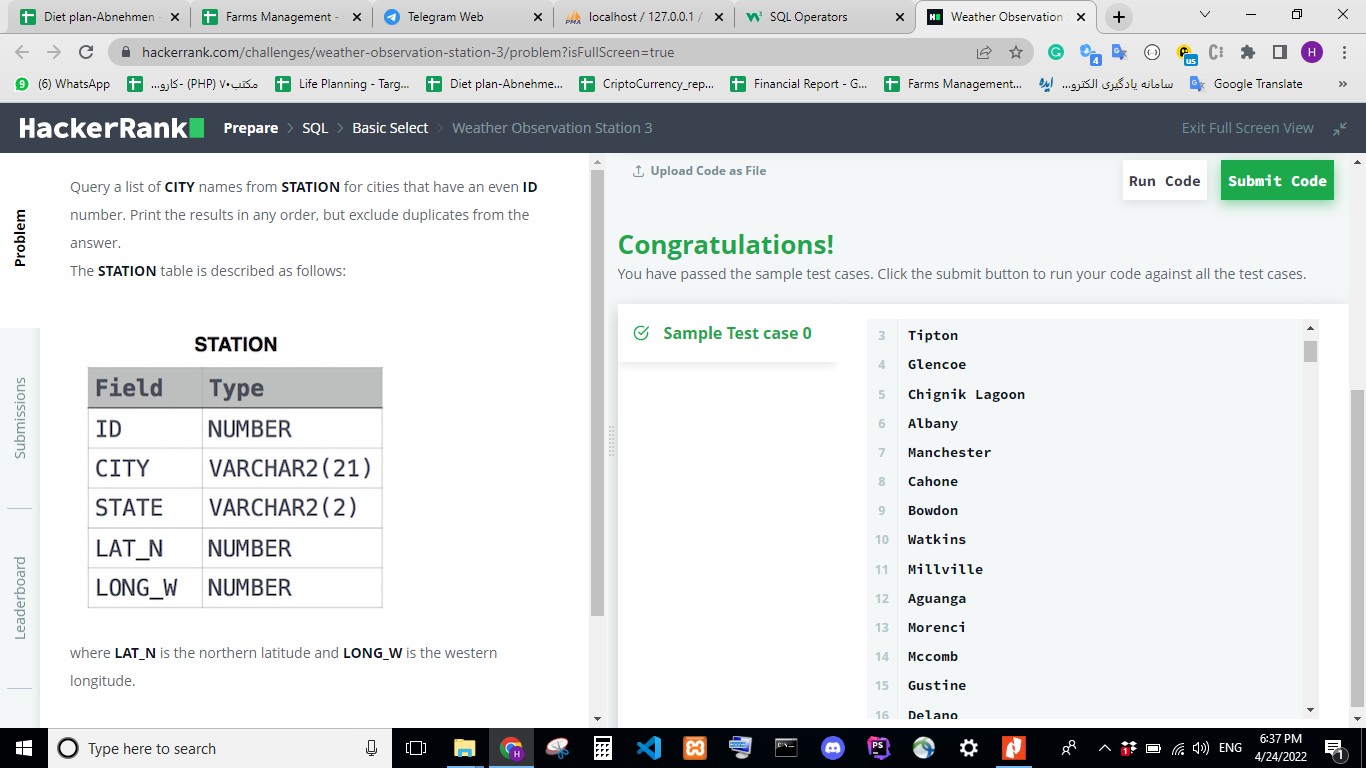 Diet plan-Abnehmen -
Farms Management -
Telegram Web
localhost / 127.0.0.1 /
SQL Operators
Weather Observation
hackerrank.com/challenges/weather-observation-station-3/problem?isFullScreen=true
(6) WhatsApp
مکتب۷۰ (PHP) -کارو...
Life Planning - Targ...
Diet plan-Abnehme...
CriptoCurrency_rep...
Financial Report - G...
Farms Management...
سامانه یادگیری الکترو...
Google Translate
»
HackerRank
Prepare > SQL > Basic Select > Weather Observation Station 3
Exit Full Screen View
Problem
Submissions
Leaderboard
Query a list of CITY names from STATION for cities that have an even ID
number. Print the results in any order, but exclude duplicates from the
answer.
The STATION table is described as follows:
STATION
Field Type
ID NUMBER
CITY VARCHAR2(21)
STATE VARCHAR2(2)
LAT_N NUMBER
LONG_W NUMBER
where LAT_N is the northern latitude and LONG_W is the western
longitude.
Upload Code as File
Run Code
Submit Code
Congratulations!
You have passed the sample test cases. Click the submit button to run your code against all the test cases.
Sample Test case 0
3 Tipton
4 Glencoe
5 Chignik Lagoon
6 Albany
7 Manchester
8 Cahone
9 Bowdon
10 Watkins
11 Millville
12 Aguanga
13 Morenci
14 Mccomb
15 Gustine
16 Delano
Type here to search
ENG
6:37 PM
4/24/2022